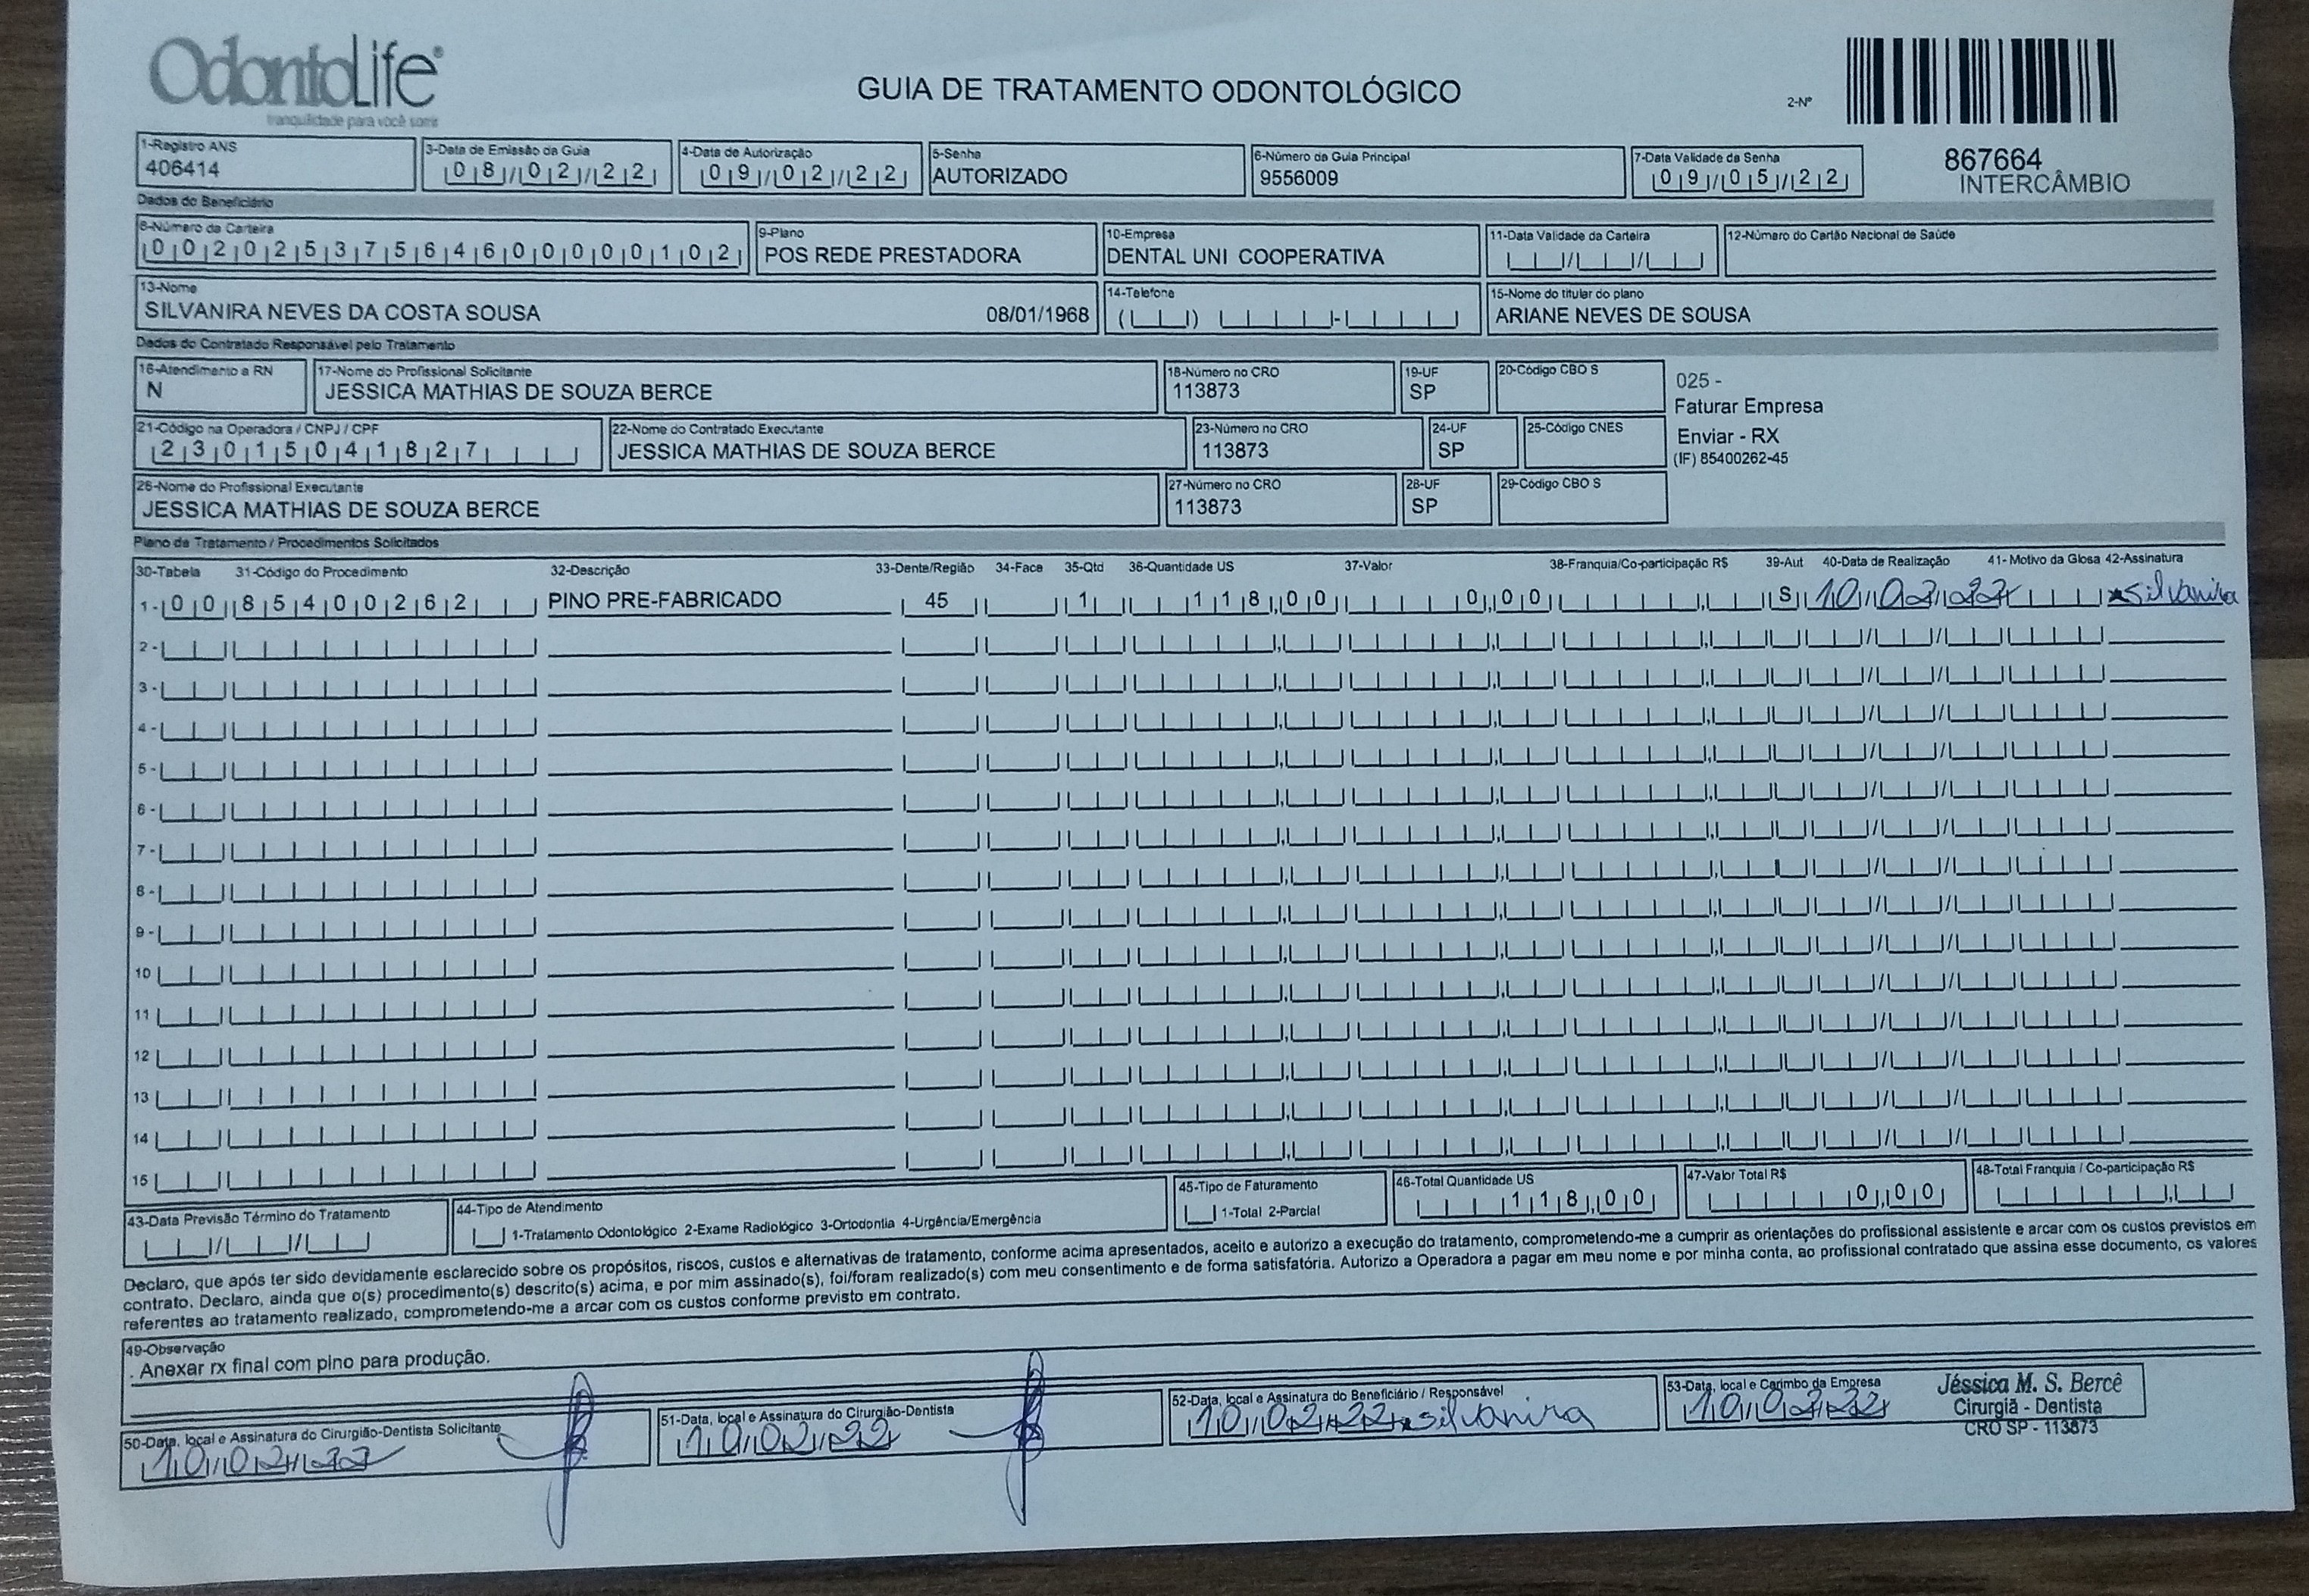 OdontoLife®
tranquilidade para você sorrir
GUIA DE TRATAMENTO ODONTOLÓGICO
2-Nº
867664
INTERCÂMBIO
1-Registro ANS
406414
3-Data de Emissão da Guia
08/02/22
4-Data de Autorização
09/02/22
5-Senha
AUTORIZADO
6-Número da Guia Principal
9556009
7-Data Validade da Senha
09/05/22
Dados do Beneficiário
8-Número da Carteira
00202537564600000102
9-Plano
POS REDE PRESTADORA
10-Empresa
DENTAL UNI COOPERATIVA
11-Data Validade da Carteira
12-Número do Cartão Nacional de Saúde
13-Nome
SILVANIRA NEVES DA COSTA SOUSA 08/01/1968
14-Telefone
15-Nome do titular do plano
ARIANE NEVES DE SOUSA
Dados do Contratado Responsável pelo Tratamento
16-Atendimento a RN
N
17-Nome do Profissional Solicitante
JESSICA MATHIAS DE SOUZA BERCE
18-Número no CRO
113873
19-UF
SP
20-Código CBO S
025 -
Faturar Empresa
Enviar - RX
(IF) 85400262-45
21-Código na Operadora / CNPJ / CPF
23015041827
22-Nome do Contratado Executante
JESSICA MATHIAS DE SOUZA BERCE
23-Número no CRO
113873
24-UF
SP
25-Código CNES
26-Nome do Profissional Executante
JESSICA MATHIAS DE SOUZA BERCE
27-Número no CRO
113873
28-UF
SP
29-Código CBO S
Plano de Tratamento / Procedimentos Solicitados
30-Tabela 31-Código do Procedimento 32-Descrição 33-Dente/Região 34-Face 35-Qtd 36-Quantidade US 37-Valor 38-Franquia/Co-participação R$ 39-Aut 40-Data de Realização 41- Motivo da Glosa 42-Assinatura
1- 00 85400262 PINO PRE-FABRICADO 45 1 118,00 0,00 S 10/02/22 x Silvanira
2-
3-
4-
5-
6-
7-
8-
9-
10
11
12
13
14
15
43-Data Previsão Término do Tratamento
44-Tipo de Atendimento
1-Tratamento Odontológico 2-Exame Radiológico 3-Ortodontia 4-Urgência/Emergência
45-Tipo de Faturamento
1-Total 2-Parcial
46-Total Quantidade US
118,00
47-Valor Total R$
0,00
48-Total Franquia / Co-participação R$
Declaro, que após ter sido devidamente esclarecido sobre os propósitos, riscos, custos e alternativas de tratamento, conforme acima apresentados, aceito e autorizo a execução do tratamento, comprometendo-me a cumprir as orientações do profissional assistente e arcar com os custos previstos em
contrato. Declaro, ainda que o(s) procedimento(s) descrito(s) acima, e por mim assinado(s), foi/foram realizado(s) com meu consentimento e de forma satisfatória. Autorizo a Operadora a pagar em meu nome e por minha conta, ao profissional contratado que assina esse documento, os valores
referentes ao tratamento realizado, comprometendo-me a arcar com os custos conforme previsto em contrato.
49-Observação
. Anexar rx final com pino para produção.
50-Data, local e Assinatura do Cirurgião-Dentista Solicitante
10/02/22
51-Data, local e Assinatura do Cirurgião-Dentista
10/02/22
52-Data, local e Assinatura do Beneficiário / Responsável
10/02/22 x Silvanira
53-Data, local e Carimbo da Empresa
10/02/22
Jéssica M. S. Bercê
Cirurgiã - Dentista
CRO SP - 113873